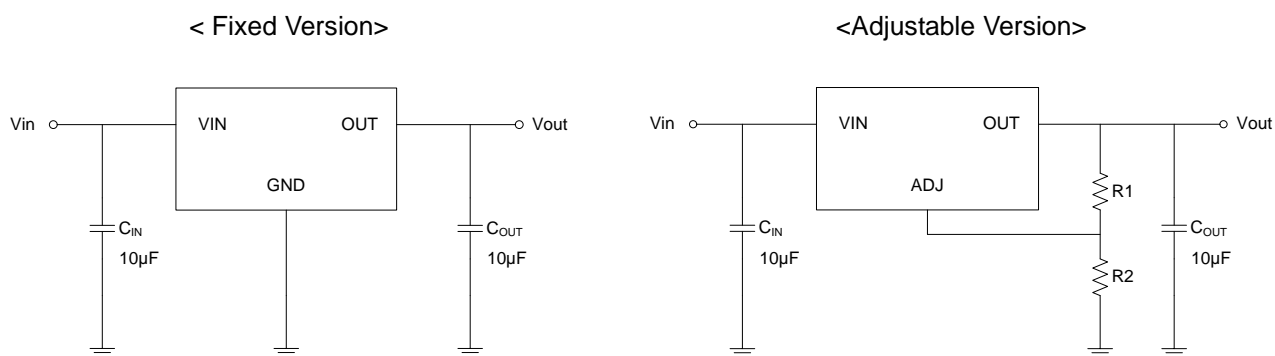 < Fixed Version>
Vin
VIN
OUT
Vout
GND
CIN
10µF
COUT
10µF
<Adjustable Version>
Vin
VIN
OUT
Vout
ADJ
R1
CIN
10µF
COUT
10µF
R2